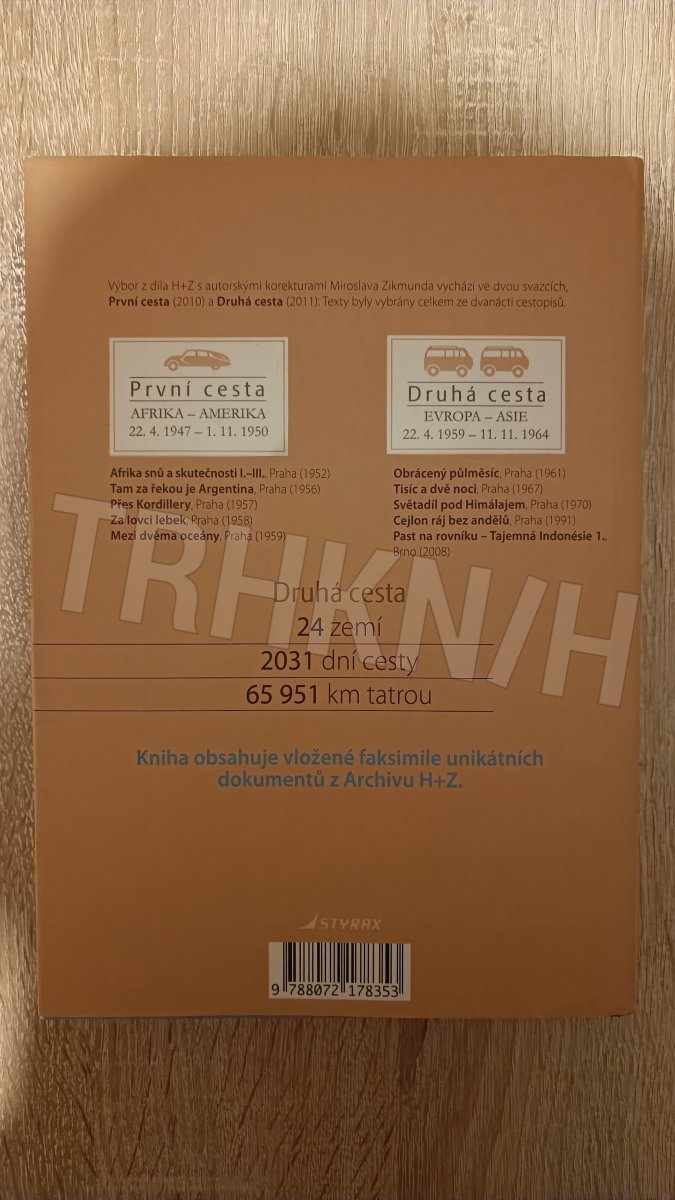 Výbor z díla H+Z s autorskými korekturami Miroslava Zikmunda vychází ve dvou svazcích,
První cesta (2010) a Druhá cesta (2011). Texty byly vybrány celkem ze dvanácti cestopisů.
První cesta
AFRIKA – AMERIKA
22. 4. 1947 – 1. 11. 1950
Afrika snů a skutečnosti I.–III., Praha (1952)
Tam za řekou je Argentina, Praha (1956)
Přes Kordillery, Praha (1957)
Za lovci lebek, Praha (1958)
Mezi dvěma oceány, Praha (1959)
Druhá cesta
EVROPA – ASIE
22. 4. 1959 – 11. 11. 1964
Obrácený půlměsíc, Praha (1961)
Tisíc a dvě noci, Praha (1967)
Světadíl pod Himálajem, Praha (1970)
Cejlon ráj bez andělů, Praha (1991)
Past na rovníku – Tajemná Indonésie 1.,
Brno (2008)
TRHKNIH
Druhá cesta
24 zemí
2031 dní cesty
65 951 km tatrou
Kniha obsahuje vložené faksimile unikátních
dokumentů z Archivu H+Z.
STYRAX
9 788072 178353